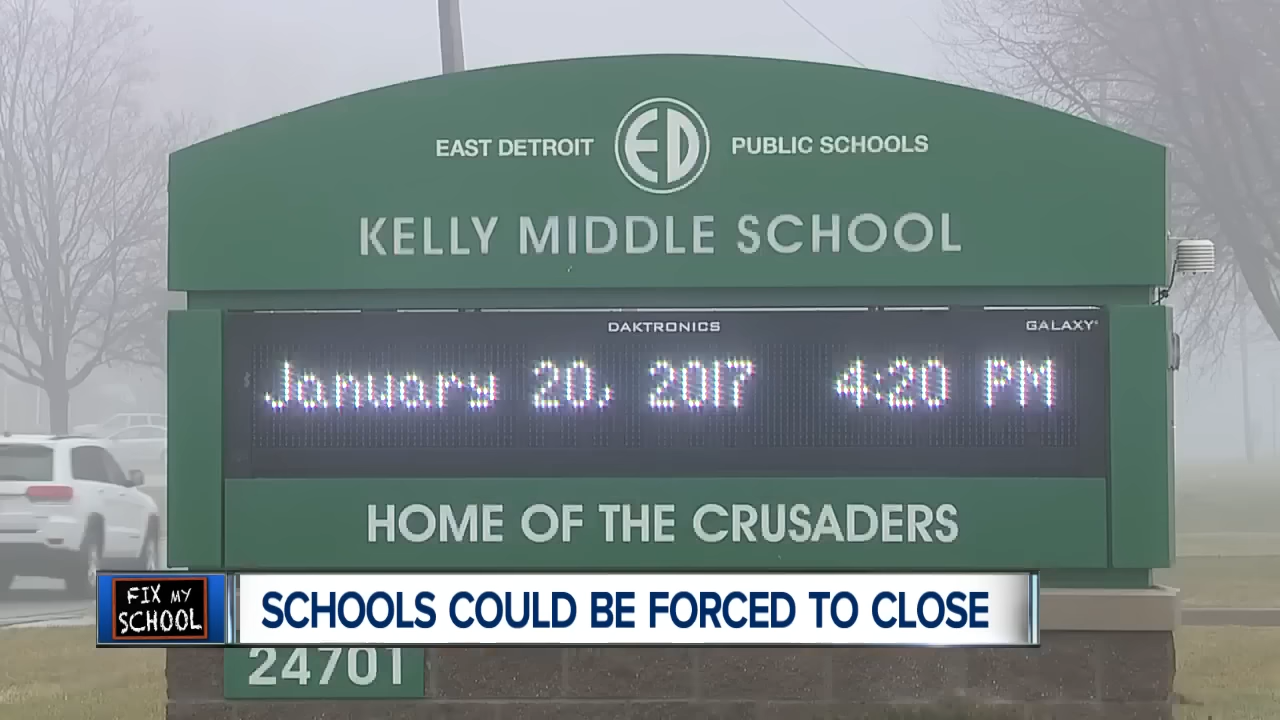 EAST DETROIT ED PUBLIC SCHOOLS
KELLY MIDDLE SCHOOL
DAKTRONICS GALAXY®
January 20, 2017 4:20 PM
HOME OF THE CRUSADERS
FIX MY
SCHOOL
SCHOOLS COULD BE FORCED TO CLOSE
24701